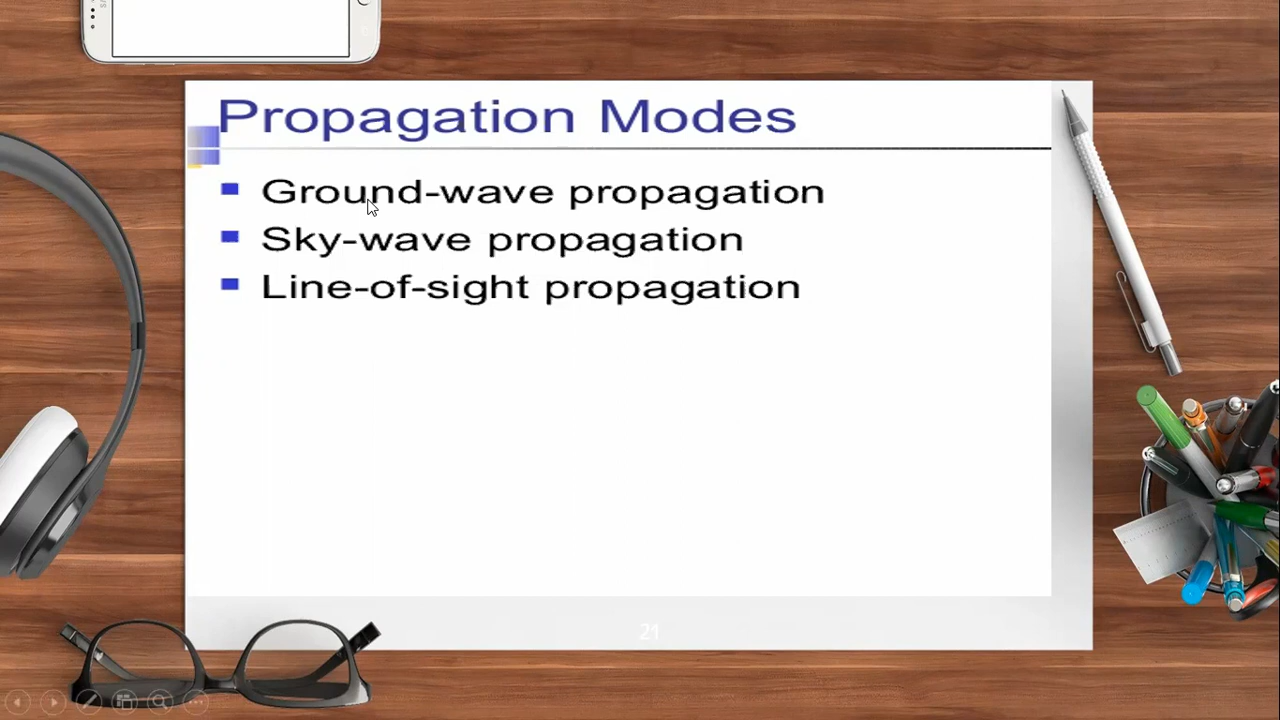 Propagation Modes
Ground-wave propagation
Sky-wave propagation
Line-of-sight propagation
21